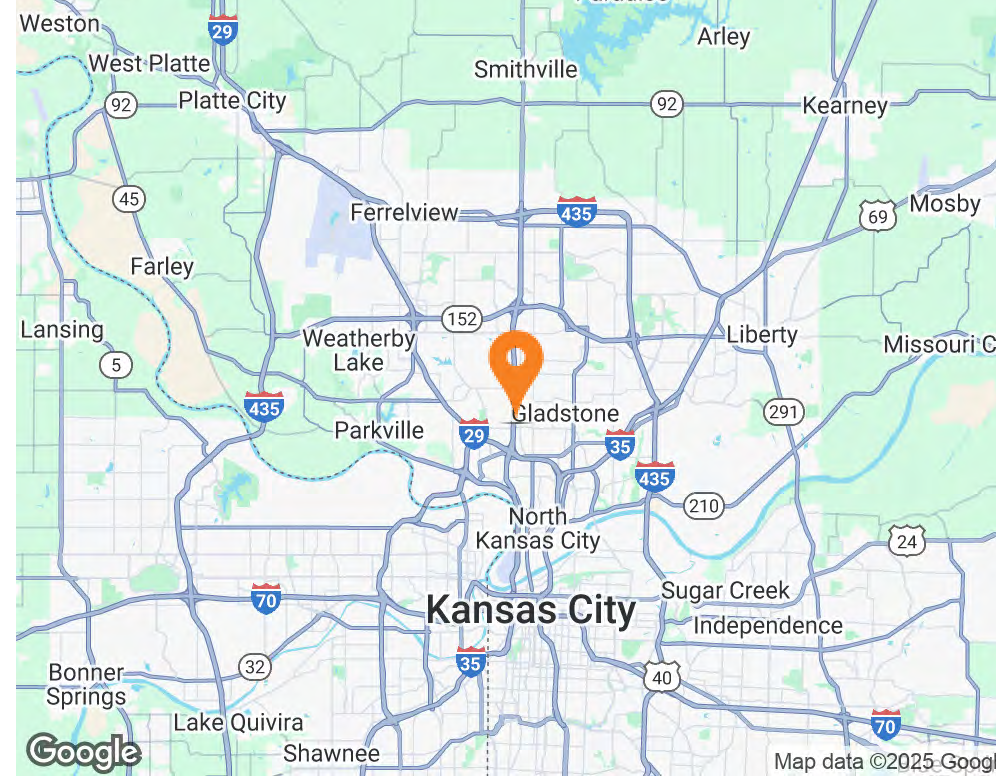 Weston
29
Arley
West Platte
Smithville
Platte City
92
92
Kearney
45
Mosby
69
Ferrelview
435
Farley
152
Lansing
Weatherby
Lake
Liberty
Missouri C
5
435
Gladstone
291
Parkville
29
35
435
210
North
Kansas City
24
70
Sugar Creek
Kansas City
Independence
35
32
40
Bonner
Springs
Lake Quivira
70
Shawnee
Google
Map data ©2025 Googl